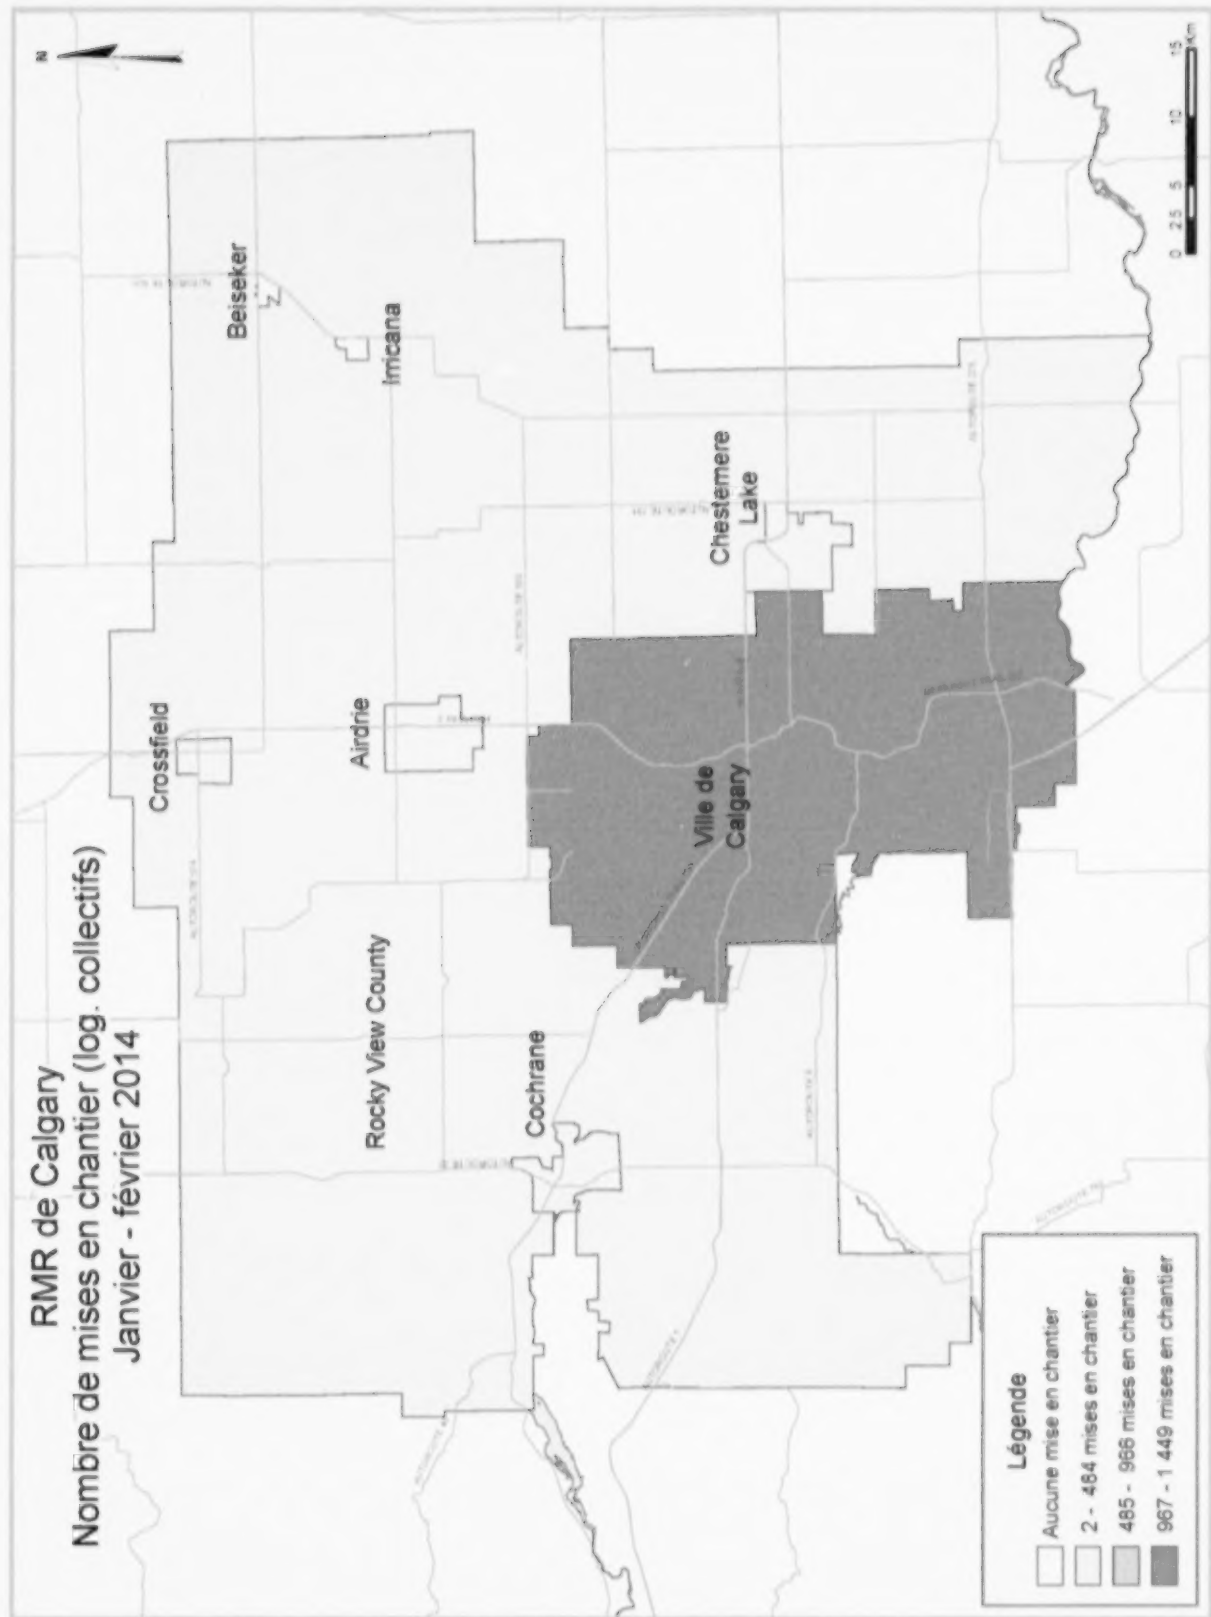 RMR de Calgary
Nombre de mises en chantier (log. collectifs)
Janvier - février 2014
N
Crossfield
Beiseker
Irricana
Airdrie
Rocky View County
Cochrane
Chestemere
Lake
Ville de
Calgary
Légende
Aucune mise en chantier
2 - 484 mises en chantier
485 - 966 mises en chantier
967 - 1 449 mises en chantier
0 2.5 5 10 15
Km